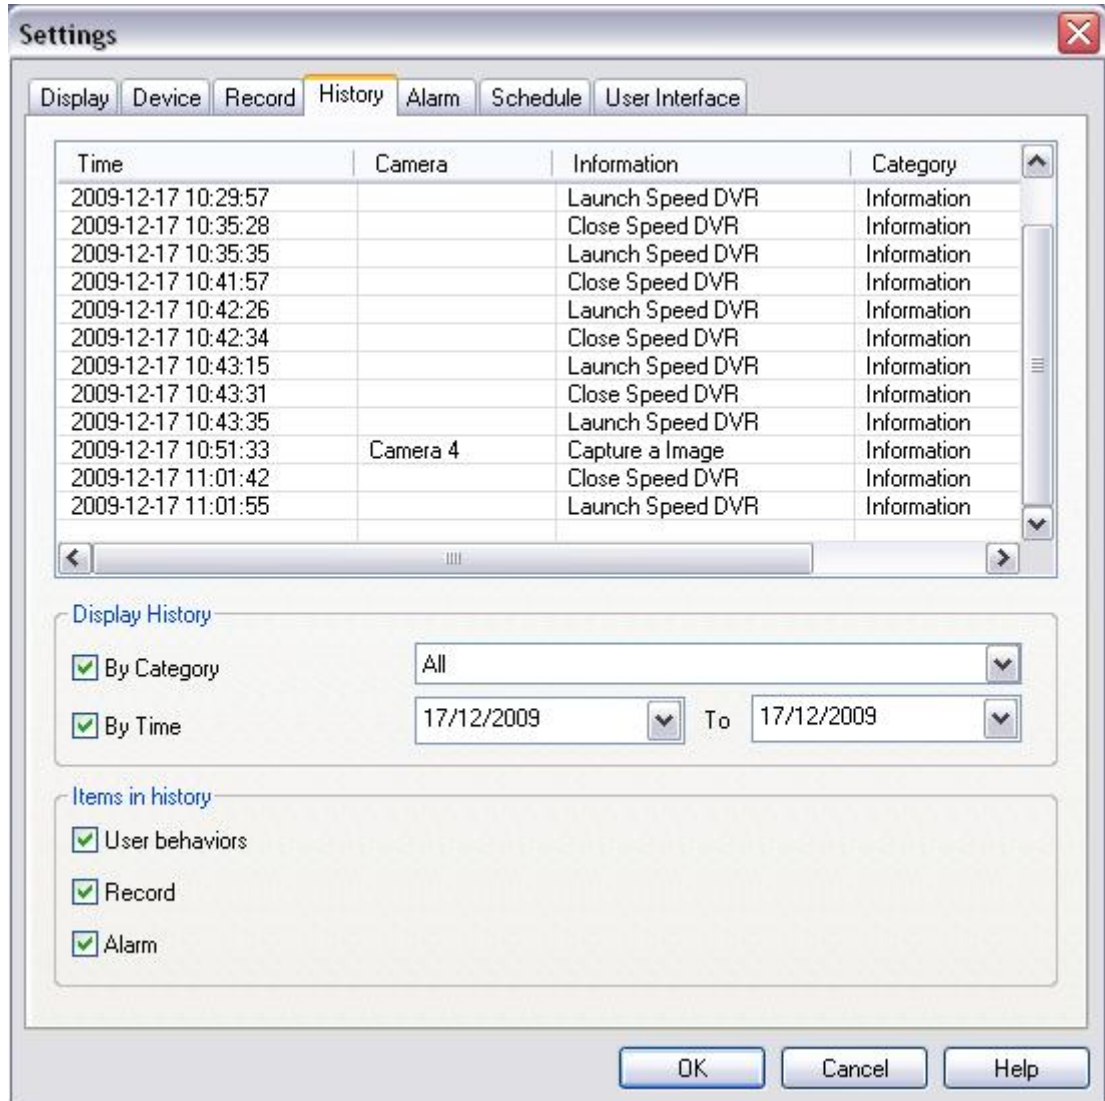 Settings
Display Device Record History Alarm Schedule User Interface
Time Camera Information Category
2009-12-17 10:29:57 Launch Speed DVR Information
2009-12-17 10:35:28 Close Speed DVR Information
2009-12-17 10:35:35 Launch Speed DVR Information
2009-12-17 10:41:57 Close Speed DVR Information
2009-12-17 10:42:26 Launch Speed DVR Information
2009-12-17 10:42:34 Close Speed DVR Information
2009-12-17 10:43:15 Launch Speed DVR Information
2009-12-17 10:43:31 Close Speed DVR Information
2009-12-17 10:43:35 Launch Speed DVR Information
2009-12-17 10:51:33 Camera 4 Capture a Image Information
2009-12-17 11:01:42 Close Speed DVR Information
2009-12-17 11:01:55 Launch Speed DVR Information
Display History
By Category All
By Time 17/12/2009 To 17/12/2009
Items in history
User behaviors
Record
Alarm
OK Cancel Help